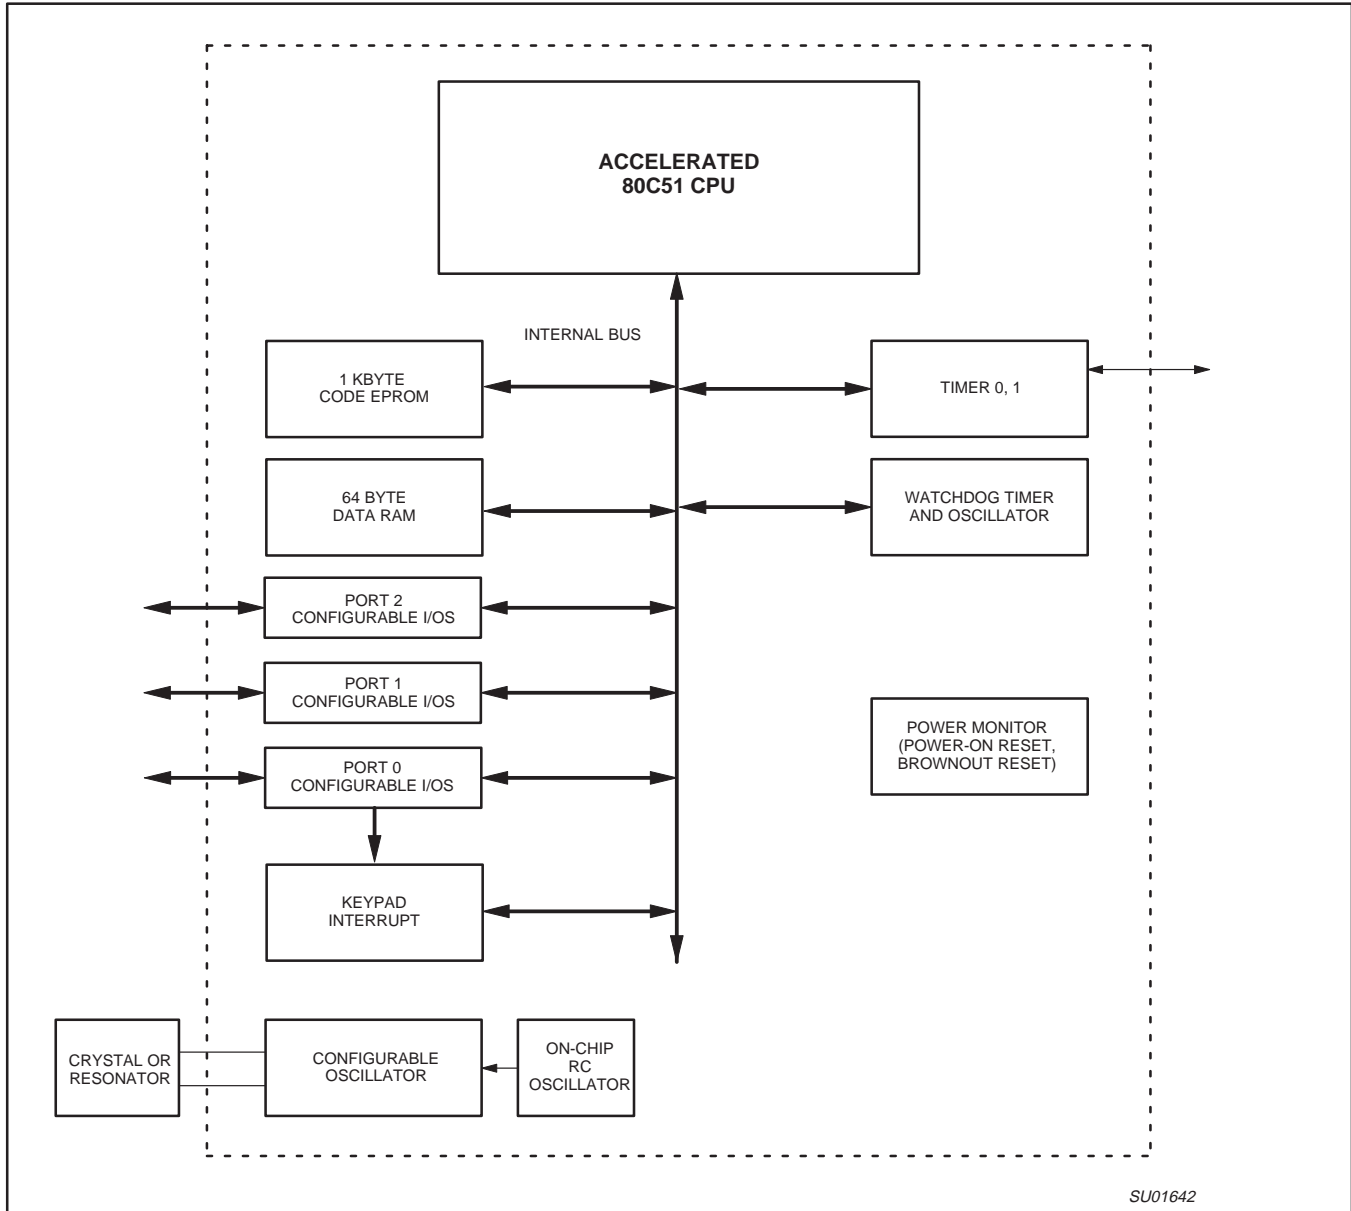 ACCELERATED
80C51 CPU
INTERNAL BUS
1 KBYTE
CODE EPROM
TIMER 0, 1
64 BYTE
DATA RAM
WATCHDOG TIMER
AND OSCILLATOR
PORT 2
CONFIGURABLE I/OS
PORT 1
CONFIGURABLE I/OS
POWER MONITOR
(POWER-ON RESET,
BROWNOUT RESET)
PORT 0
CONFIGURABLE I/OS
KEYPAD
INTERRUPT
CRYSTAL OR
RESONATOR
CONFIGURABLE
OSCILLATOR
ON-CHIP
RC
OSCILLATOR
SU01642